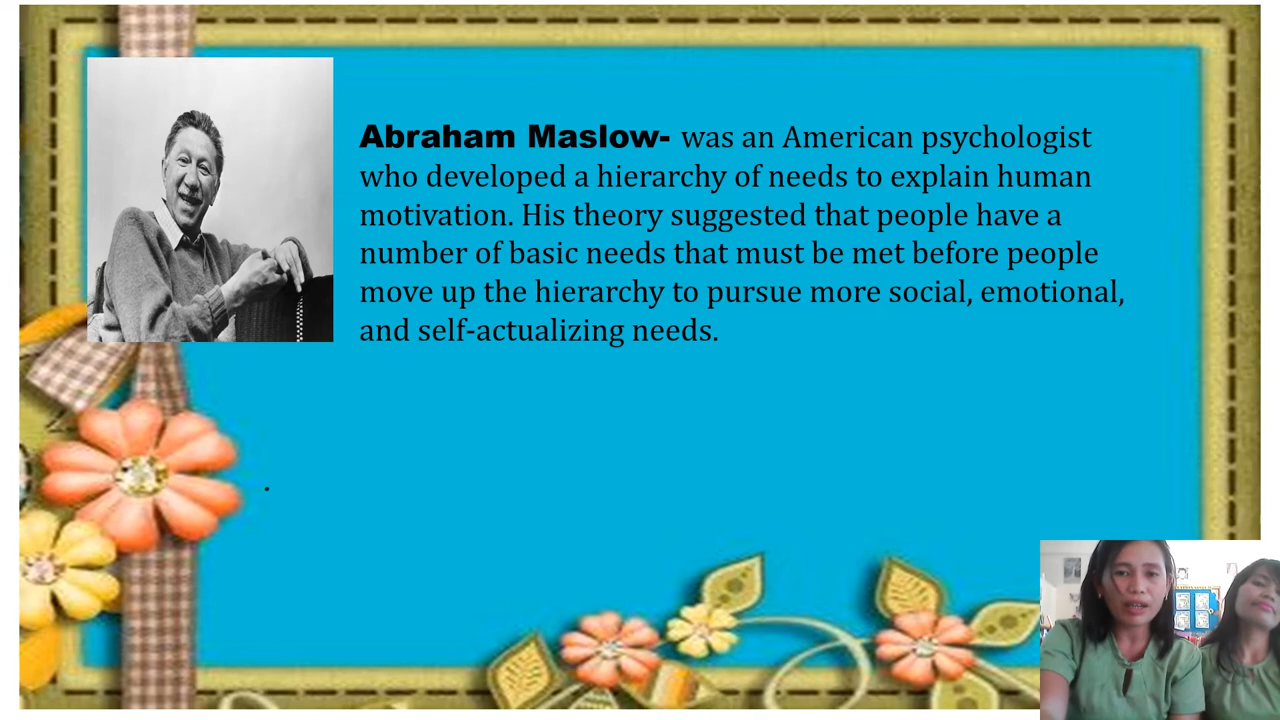 Abraham Maslow- was an American psychologist
who developed a hierarchy of needs to explain human
motivation. His theory suggested that people have a
number of basic needs that must be met before people
move up the hierarchy to pursue more social, emotional,
and self-actualizing needs.
.